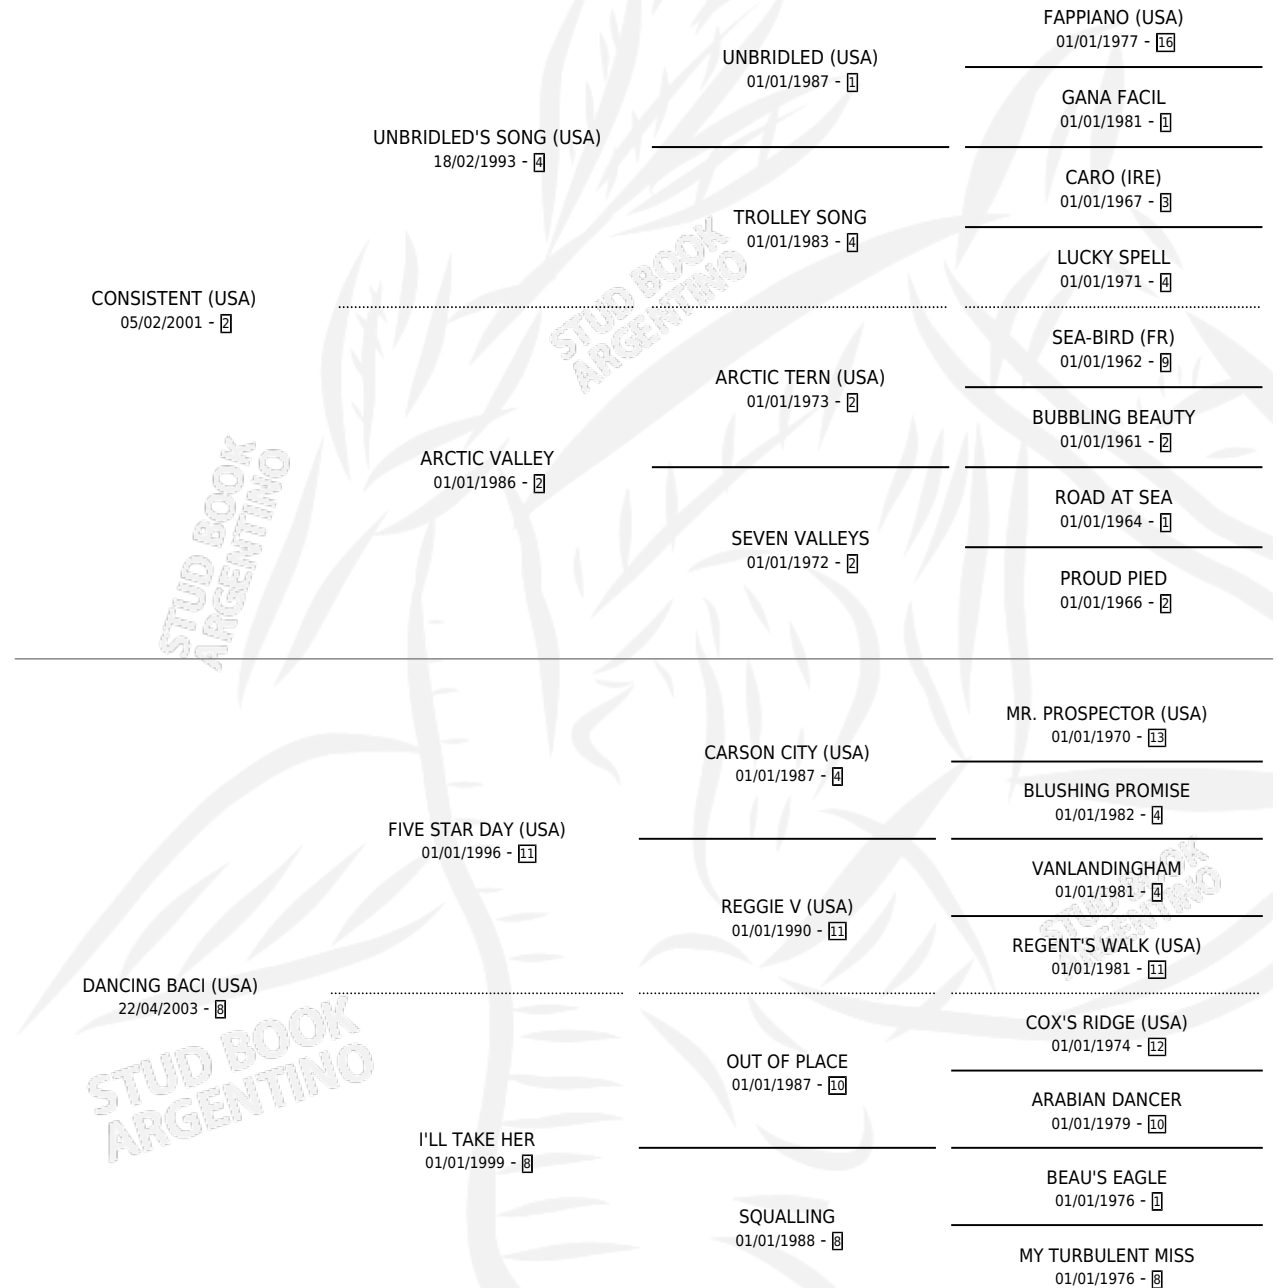 FAPPIANO (USA)
01/01/1977 - 16
UNBRIDLED (USA)
01/01/1987 - 1
GANA FACIL
01/01/1981 - 1
UNBRIDLED'S SONG (USA)
18/02/1993 - 4
CARO (IRE)
01/01/1967 - 3
TROLLEY SONG
01/01/1983 - 4
LUCKY SPELL
01/01/1971 - 4
CONSISTENT (USA)
05/02/2001 - 2
SEA-BIRD (FR)
01/01/1962 - 9
ARCTIC TERN (USA)
01/01/1973 - 2
BUBBLING BEAUTY
01/01/1961 - 2
ARCTIC VALLEY
01/01/1986 - 2
ROAD AT SEA
01/01/1964 - 1
SEVEN VALLEYS
01/01/1972 - 2
PROUD PIED
01/01/1966 - 2
MR. PROSPECTOR (USA)
01/01/1970 - 13
CARSON CITY (USA)
01/01/1987 - 4
BLUSHING PROMISE
01/01/1982 - 4
FIVE STAR DAY (USA)
01/01/1996 - 11
VANLANDINGHAM
01/01/1981 - 4
REGGIE V (USA)
01/01/1990 - 11
REGENT'S WALK (USA)
01/01/1981 - 11
DANCING BACI (USA)
22/04/2003 - 8
COX'S RIDGE (USA)
01/01/1974 - 12
OUT OF PLACE
01/01/1987 - 10
ARABIAN DANCER
01/01/1979 - 10
I'LL TAKE HER
01/01/1999 - 8
BEAU'S EAGLE
01/01/1976 - 1
SQUALLING
01/01/1988 - 8
MY TURBULENT MISS
01/01/1976 - 8
STUD BOOK
ARGENTINO
STUD BOOK
ARGENTINO
STUD BOOK
ARGENTINO
STUD BOOK
ARGENTINO